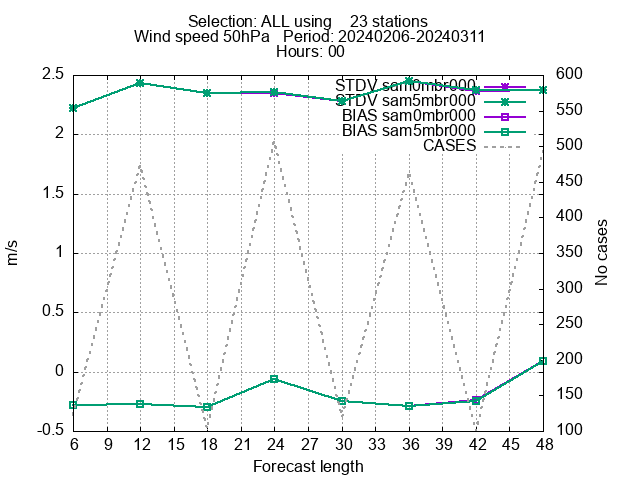 Selection: ALL using 23 stations
Wind speed 50hPa Period: 20240206-20240311
Hours: 00
STDV sam0mbr000
STDV sam5mbr000
BIAS sam0mbr000
BIAS sam5mbr000
CASES
m/s
2.5
2
1.5
1
0.5
0
-0.5
600
550
500
450
400
350
300
250
200
150
100
No cases
6 9 12 15 18 21 24 27 30 33 36 39 42 45 48
Forecast length